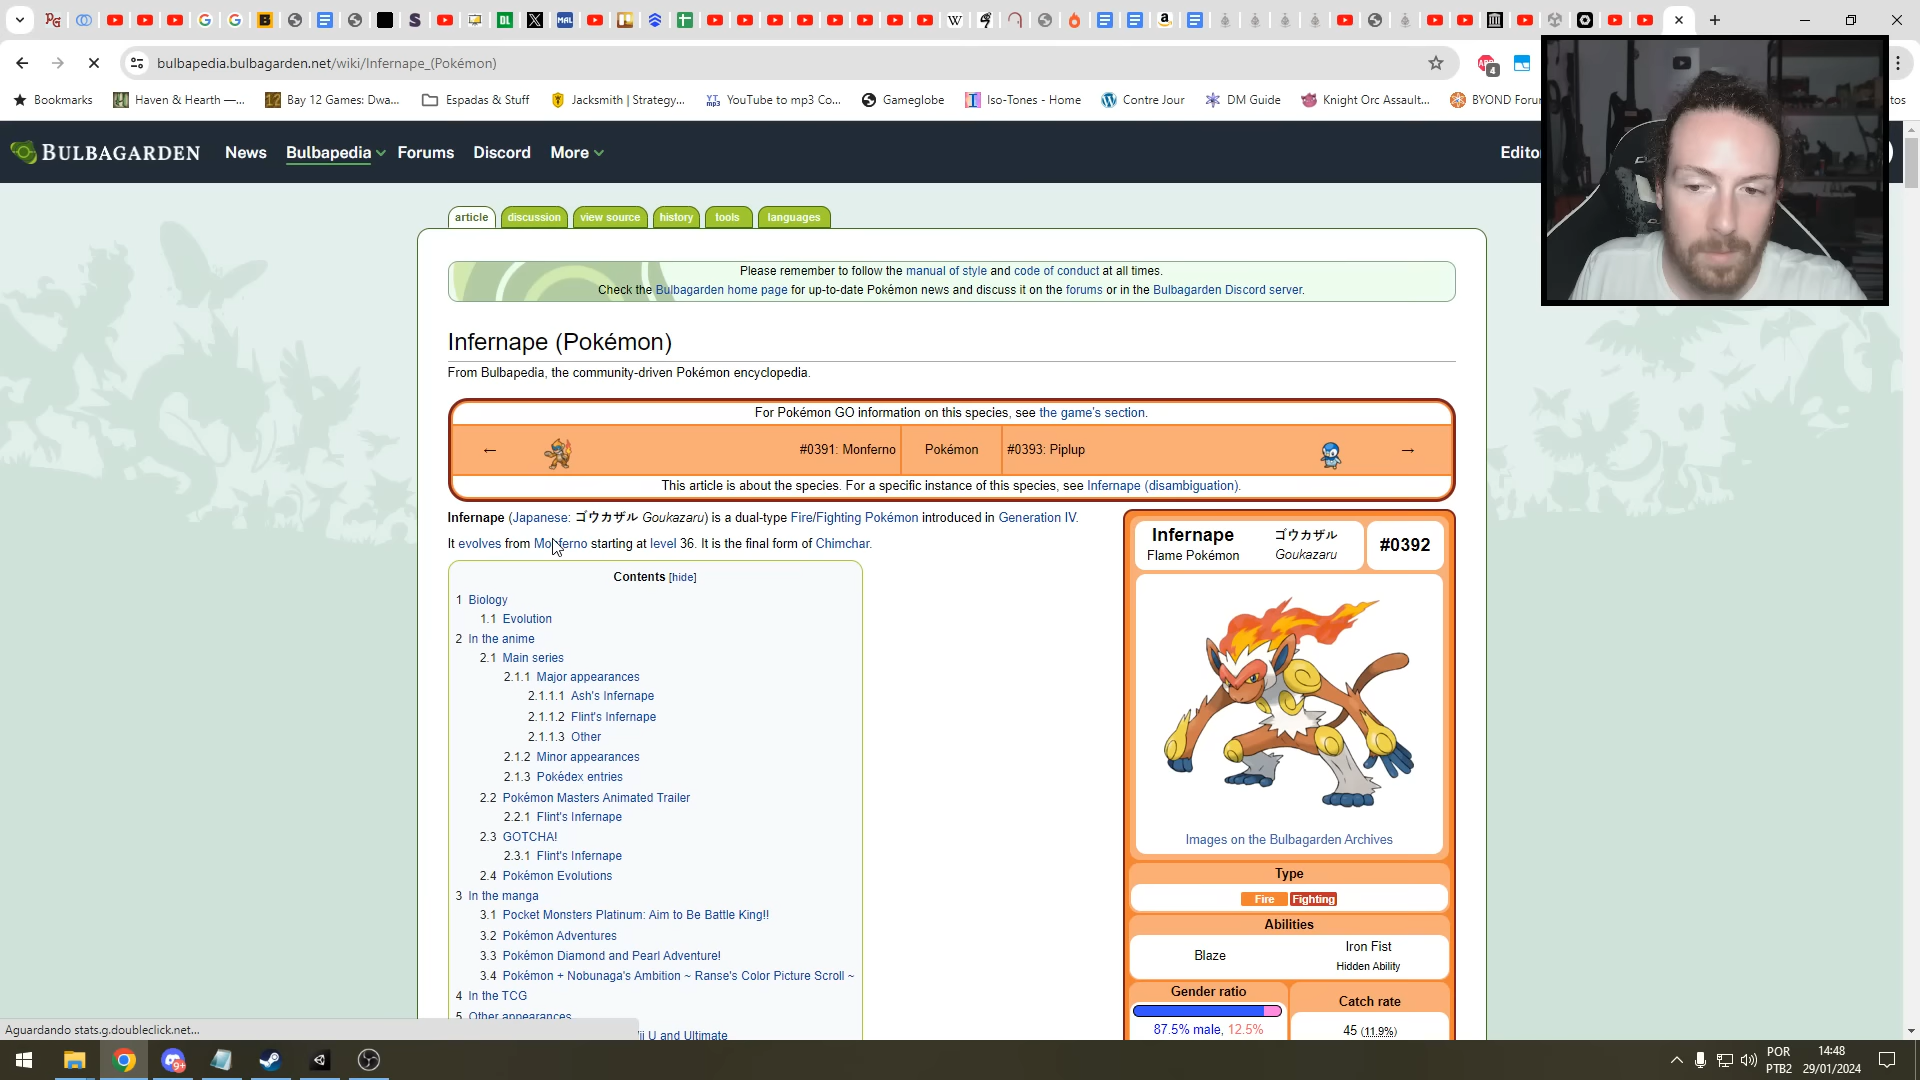 bulbapedia.bulbagarden.net/wiki/Infernape_(Pokémon)
4
Bookmarks
Haven & Hearth —...
Bay 12 Games: Dwa...
Espadas & Stuff
Jacksmith | Strategy...
YouTube to mp3 Co...
Gameglobe
Iso-Tones - Home
Contre Jour
DM Guide
Knight Orc Assault...
BYOND Foru
tos
BULBAGARDEN
News
Bulbapedia
Forums
Discord
More
Edito
article
discussion
view source
history
tools
languages
Please remember to follow the manual of style and code of conduct at all times.
Check the Bulbagarden home page for up-to-date Pokémon news and discuss it on the forums or in the Bulbagarden Discord server.
Infernape (Pokémon)
From Bulbapedia, the community-driven Pokémon encyclopedia.
For Pokémon GO information on this species, see the game's section.
← #0391: Monferno Pokémon #0393: Piplup →
This article is about the species. For a specific instance of this species, see Infernape (disambiguation).
Infernape (Japanese: ゴウカザル Goukazaru) is a dual-type Fire/Fighting Pokémon introduced in Generation IV.
It evolves from Monferno starting at level 36. It is the final form of Chimchar.
Contents [hide]
1 Biology
1.1 Evolution
2 In the anime
2.1 Main series
2.1.1 Major appearances
2.1.1.1 Ash's Infernape
2.1.1.2 Flint's Infernape
2.1.1.3 Other
2.1.2 Minor appearances
2.1.3 Pokédex entries
2.2 Pokémon Masters Animated Trailer
2.2.1 Flint's Infernape
2.3 GOTCHA!
2.3.1 Flint's Infernape
2.4 Pokémon Evolutions
3 In the manga
3.1 Pocket Monsters Platinum: Aim to Be Battle King!!
3.2 Pokémon Adventures
3.3 Pokémon Diamond and Pearl Adventure!
3.4 Pokémon + Nobunaga's Ambition ~ Ranse's Color Picture Scroll ~
4 In the TCG
5 Other appearances
ii U and Ultimate
Infernape
Flame Pokémon
ゴウカザル
Goukazaru
#0392
Images on the Bulbagarden Archives
Type
Fire Fighting
Abilities
Blaze
Iron Fist
Hidden Ability
Gender ratio
87.5% male, 12.5%
Catch rate
45 (11.9%)
Aguardando stats.g.doubleclick.net...
9+
POR
PTB2
14:48
29/01/2024